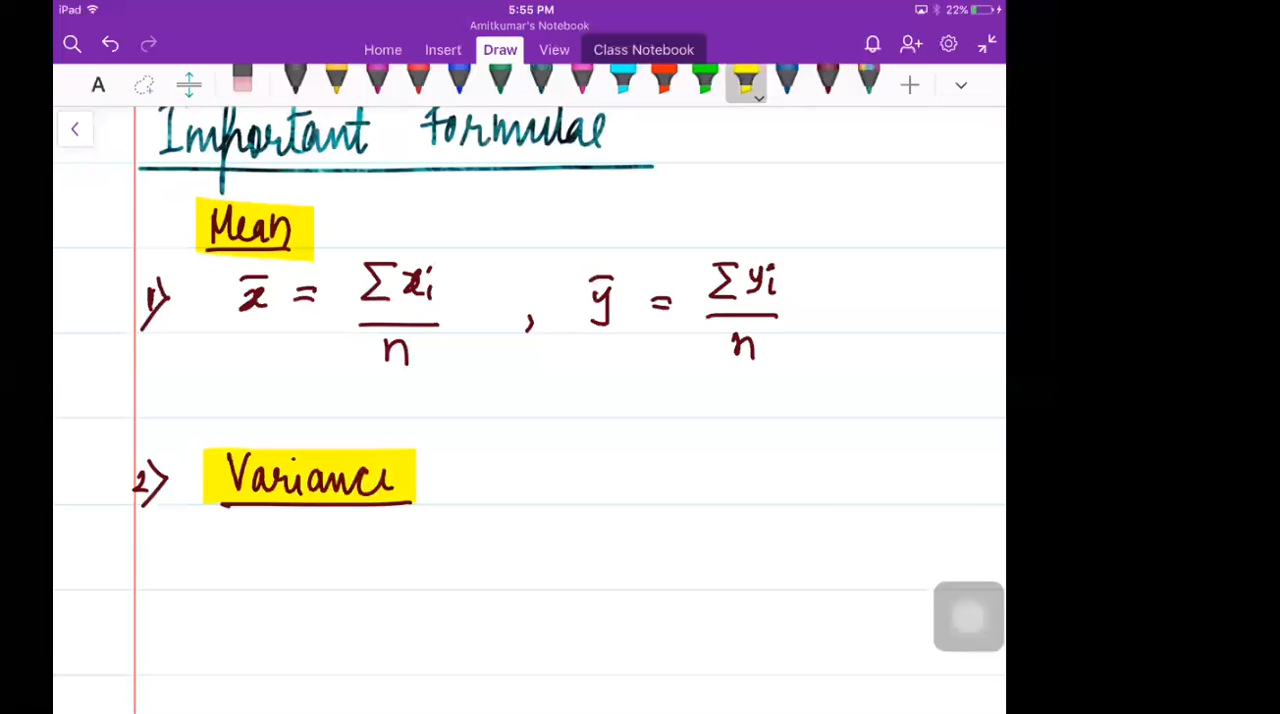 iPad 5:55 PM 22%
Amitkumar's Notebook
Home Insert Draw View Class Notebook
A
Important Formulae
Mean
1) x̄ = Σxi / n , ȳ = Σyi / n
2) Variance